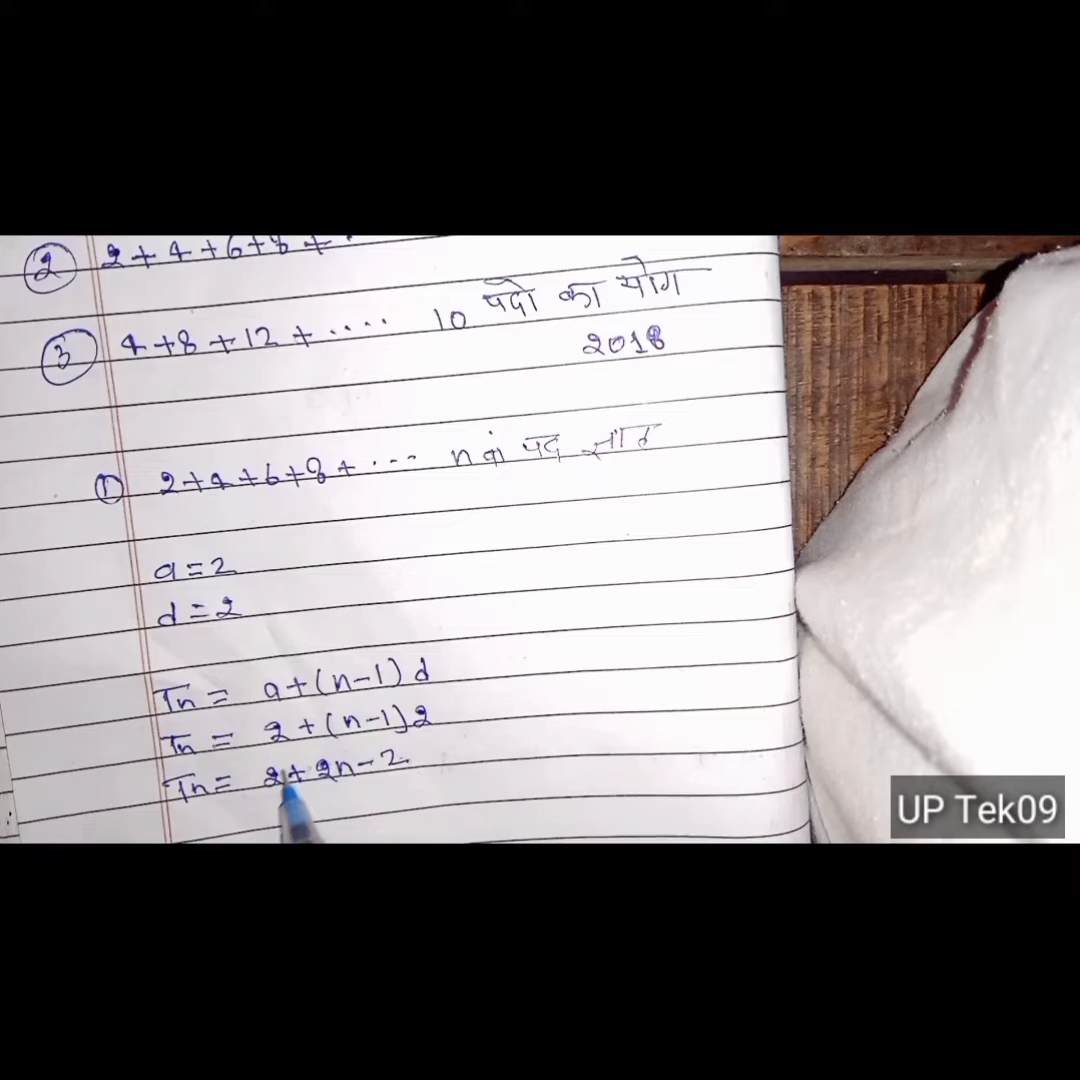 ② 2+4+6+8+..
③ 4+8+12+.... 10 पदो का योग
2018
① 2+4+6+8+.... n वां पद ज्ञात
a=2
d=2
Tn= a+(n-1)d
Tn= 2+(n-1)2
Tn= 2+2n-2
UP Tek09